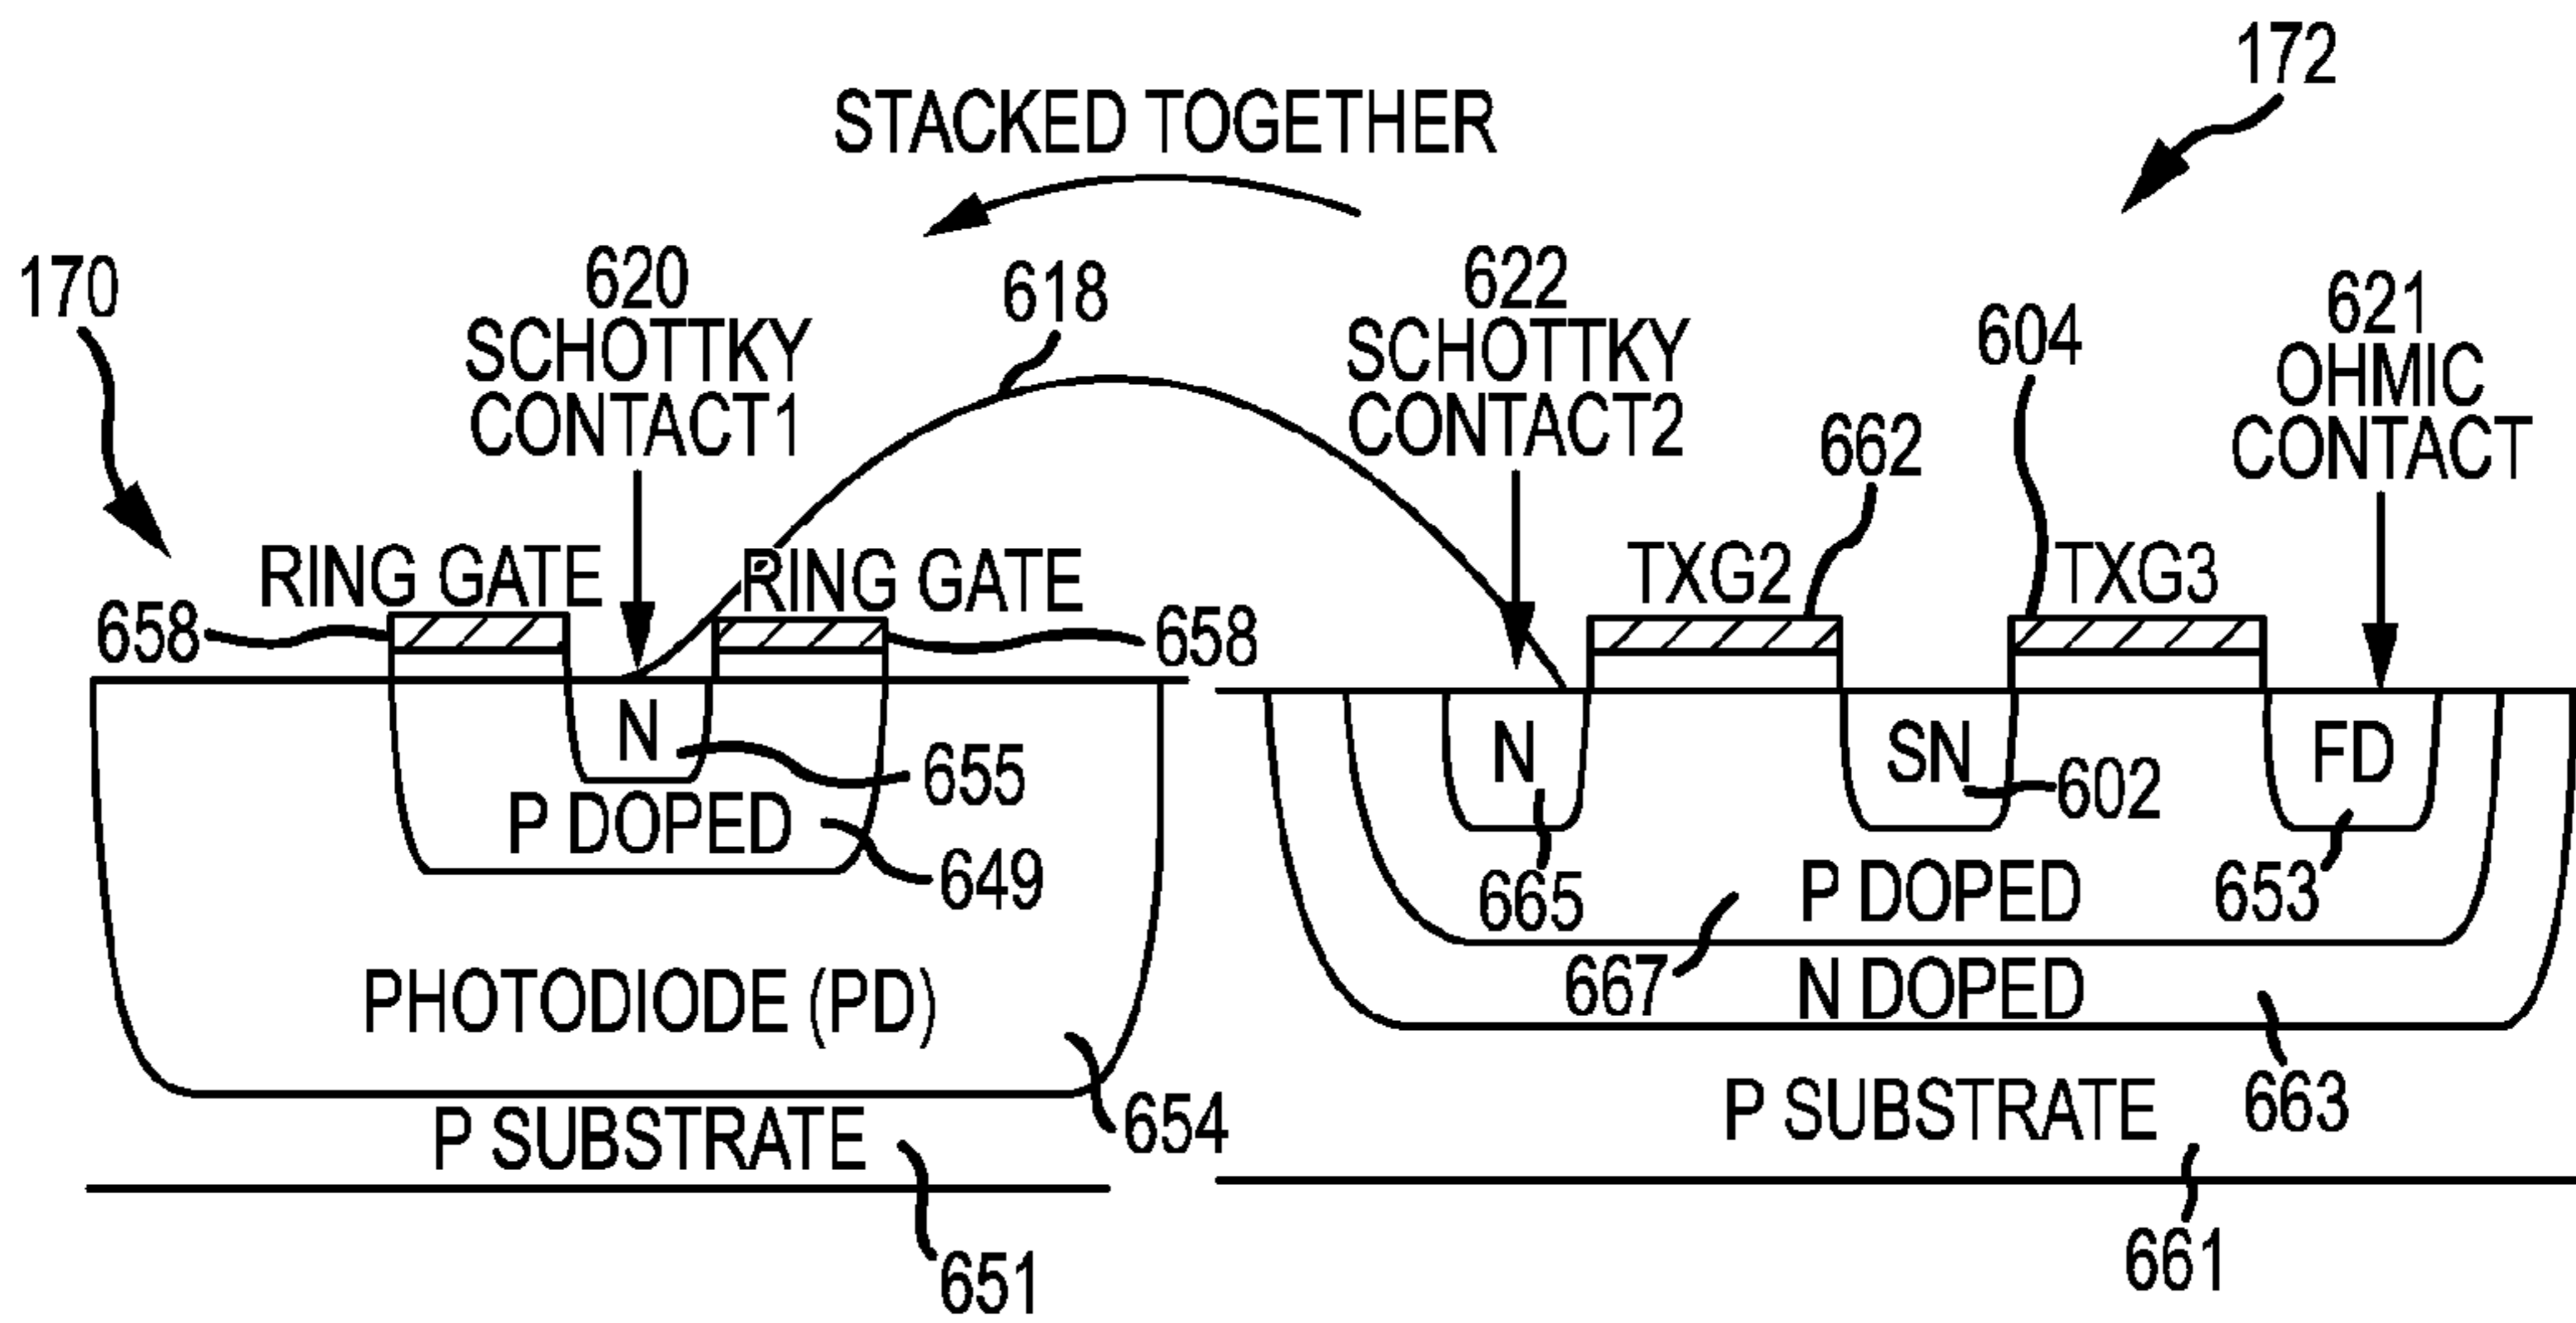 172
STACKED TOGETHER
170
620
SCHOTTKY
CONTACT1
618
622
SCHOTTKY
CONTACT2
662
604
621
OHMIC
CONTACT
RING GATE
RING GATE
TXG2
TXG3
658
658
N
655
P DOPED
649
N
665
SN
602
FD
653
P DOPED
667
N DOPED
663
PHOTODIODE (PD)
654
P SUBSTRATE
651
P SUBSTRATE
661